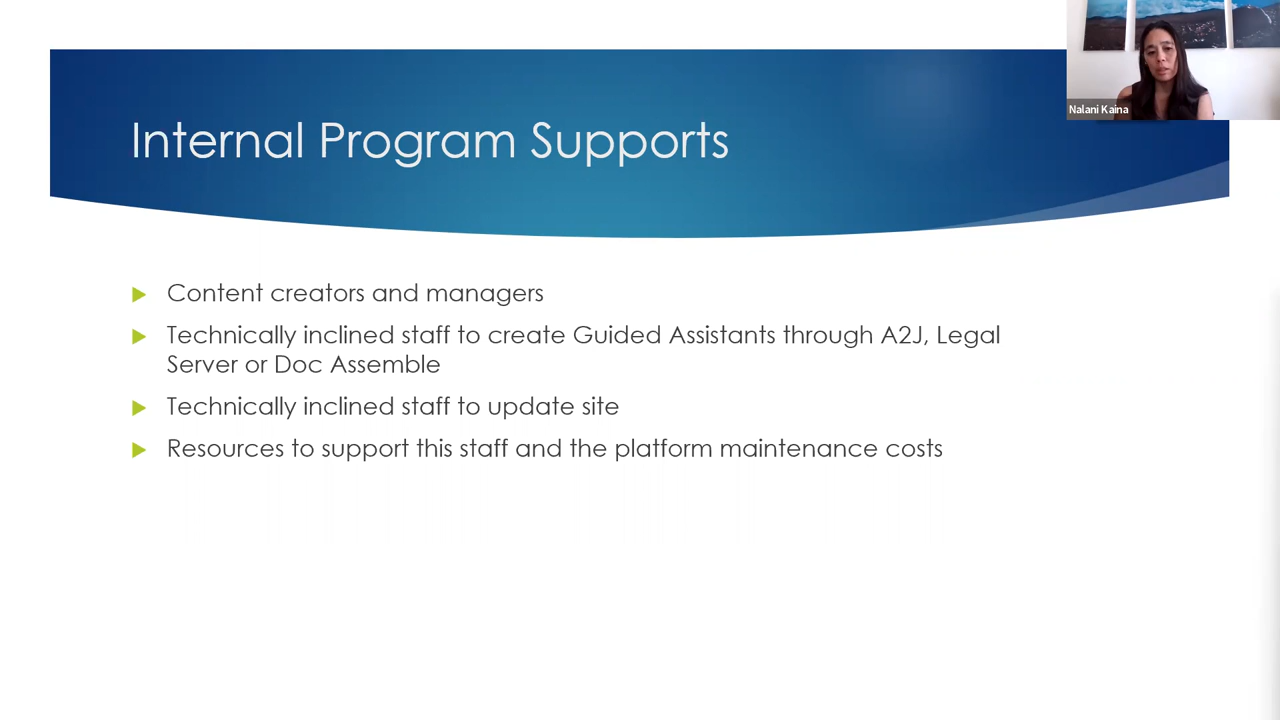 Internal Program Supports
Nalani Kaina
Content creators and managers
Technically inclined staff to create Guided Assistants through A2J, Legal
Server or Doc Assemble
Technically inclined staff to update site
Resources to support this staff and the platform maintenance costs